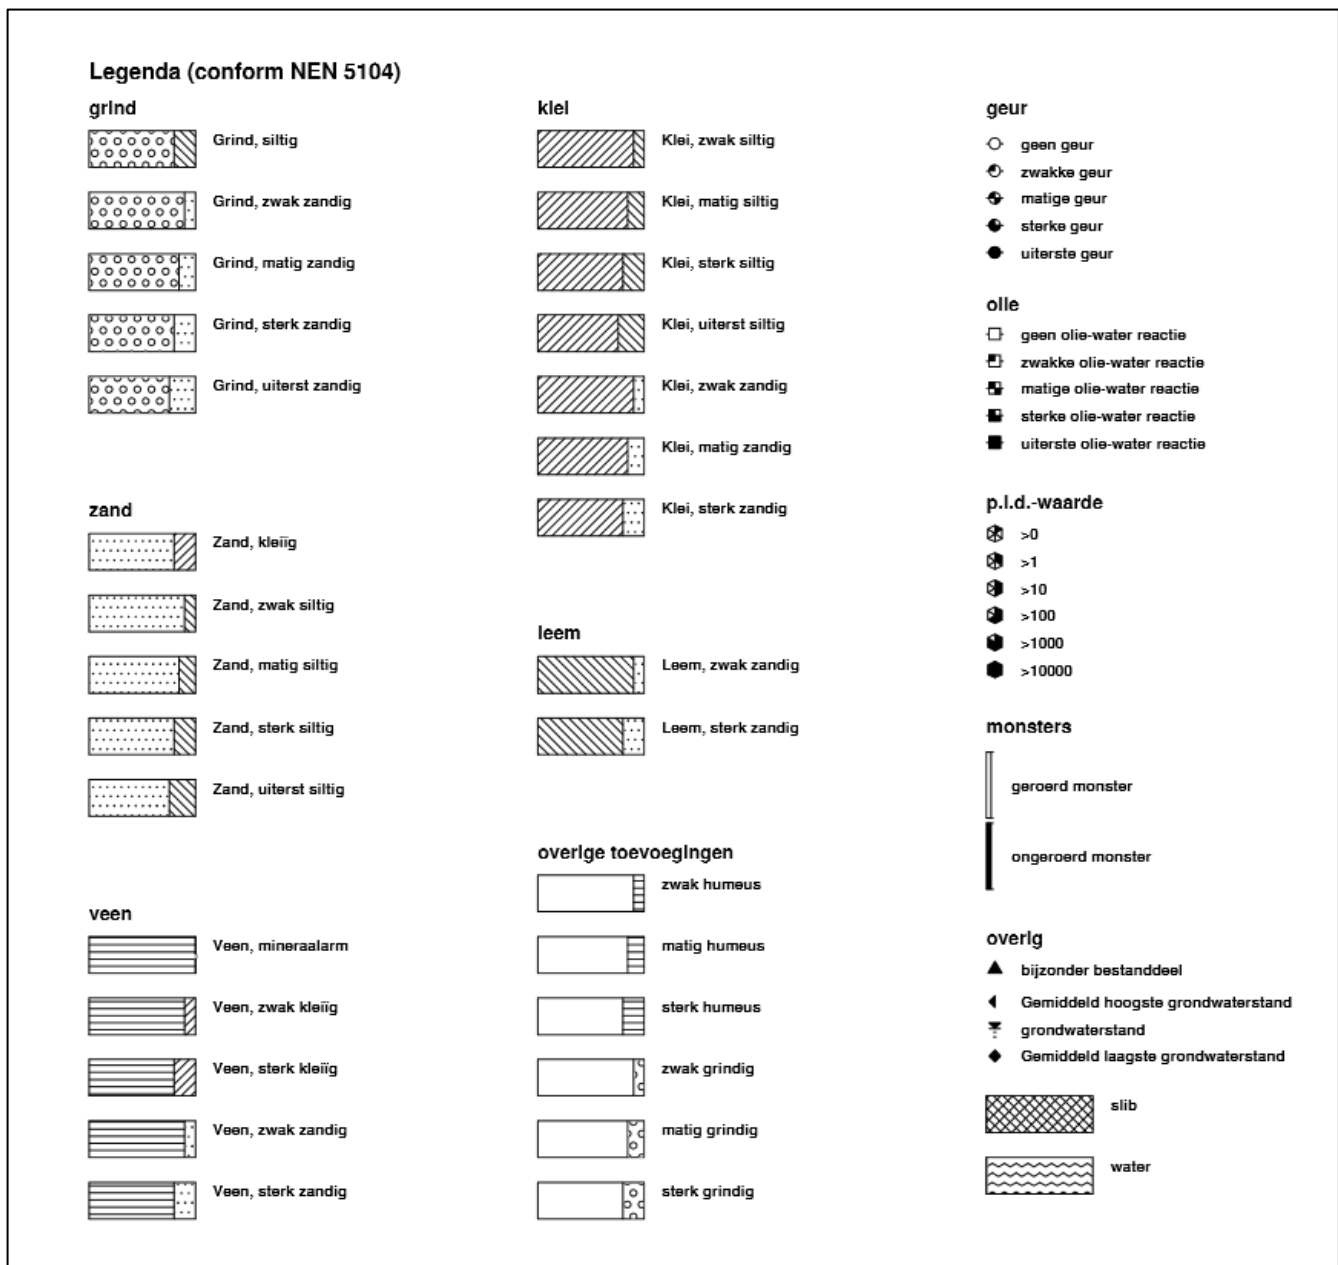 Legenda (conform NEN 5104)
grind
Grind, siltig
Grind, zwak zandig
Grind, matig zandig
Grind, sterk zandig
Grind, uiterst zandig
zand
Zand, kleiïg
Zand, zwak siltig
Zand, matig siltig
Zand, sterk siltig
Zand, uiterst siltig
veen
Veen, mineraalarm
Veen, zwak kleiïg
Veen, sterk kleiïg
Veen, zwak zandig
Veen, sterk zandig
klei
Klei, zwak siltig
Klei, matig siltig
Klei, sterk siltig
Klei, uiterst siltig
Klei, zwak zandig
Klei, matig zandig
Klei, sterk zandig
leem
Leem, zwak zandig
Leem, sterk zandig
overige toevoegingen
zwak humeus
matig humeus
sterk humeus
zwak grindig
matig grindig
sterk grindig
geur
geen geur
zwakke geur
matige geur
sterke geur
uiterste geur
olie
geen olie-water reactie
zwakke olie-water reactie
matige olie-water reactie
sterke olie-water reactie
uiterste olie-water reactie
p.i.d.-waarde
>0
>1
>10
>100
>1000
>10000
monsters
geroerd monster
ongeroerd monster
overig
bijzonder bestanddeel
Gemiddeld hoogste grondwaterstand
grondwaterstand
Gemiddeld laagste grondwaterstand
slib
water